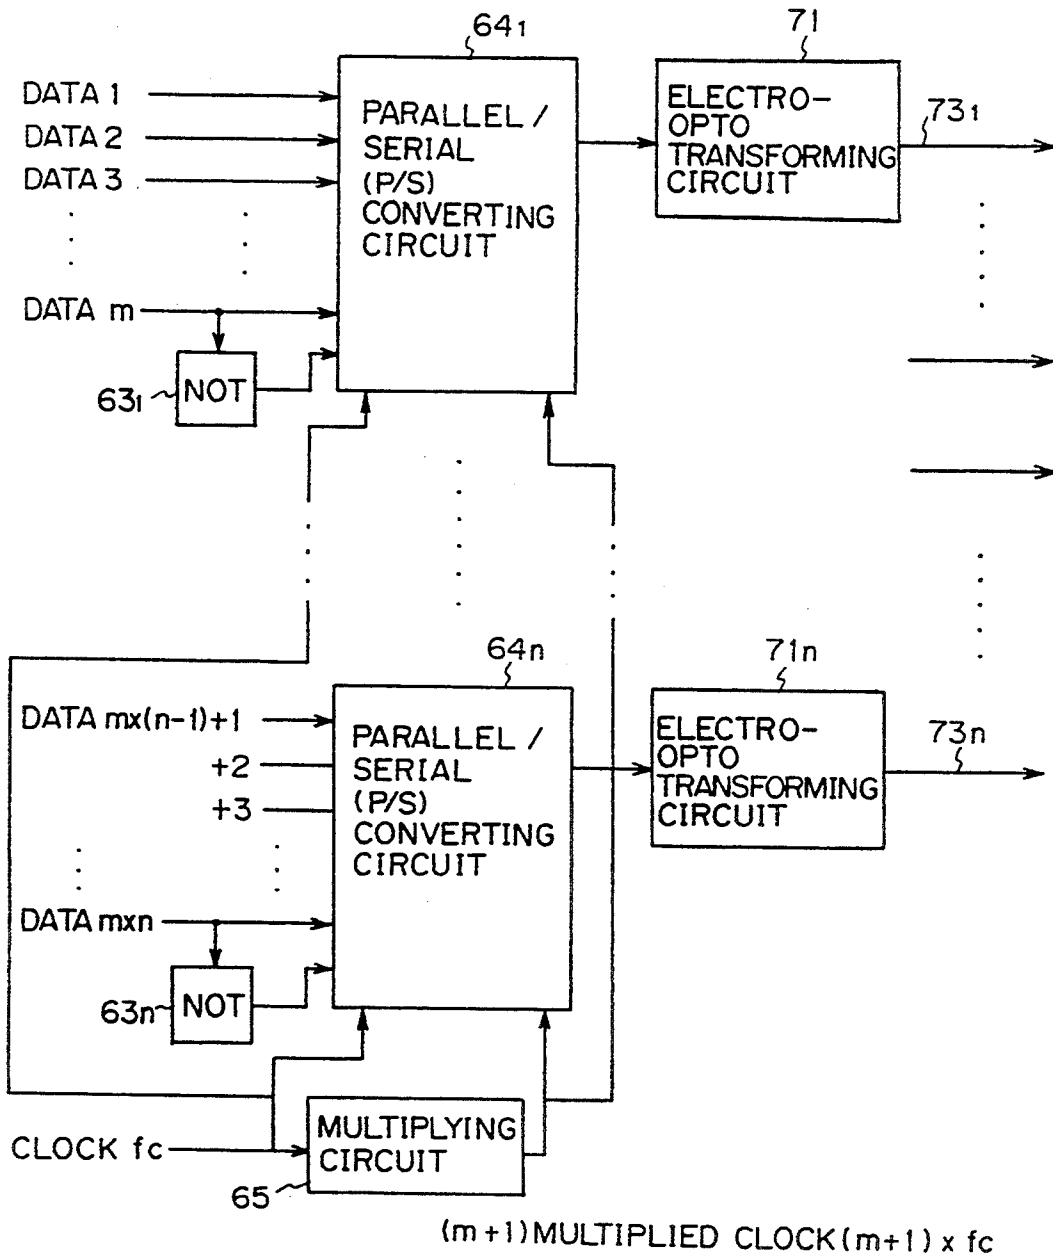 64₁
71
DATA 1
DATA 2
DATA 3
DATA m
PARALLEL /
SERIAL
(P/S)
CONVERTING
CIRCUIT
ELECTRO-
OPTO
TRANSFORMING
CIRCUIT
73₁
NOT
63₁
64n
71n
DATA mx(n-1)+1
+2
+3
DATA mxn
PARALLEL /
SERIAL
(P/S)
CONVERTING
CIRCUIT
ELECTRO-
OPTO
TRANSFORMING
CIRCUIT
73n
NOT
63n
CLOCK fc
MULTIPLYING
CIRCUIT
65
(m+1)MULTIPLIED CLOCK(m+1) x fc